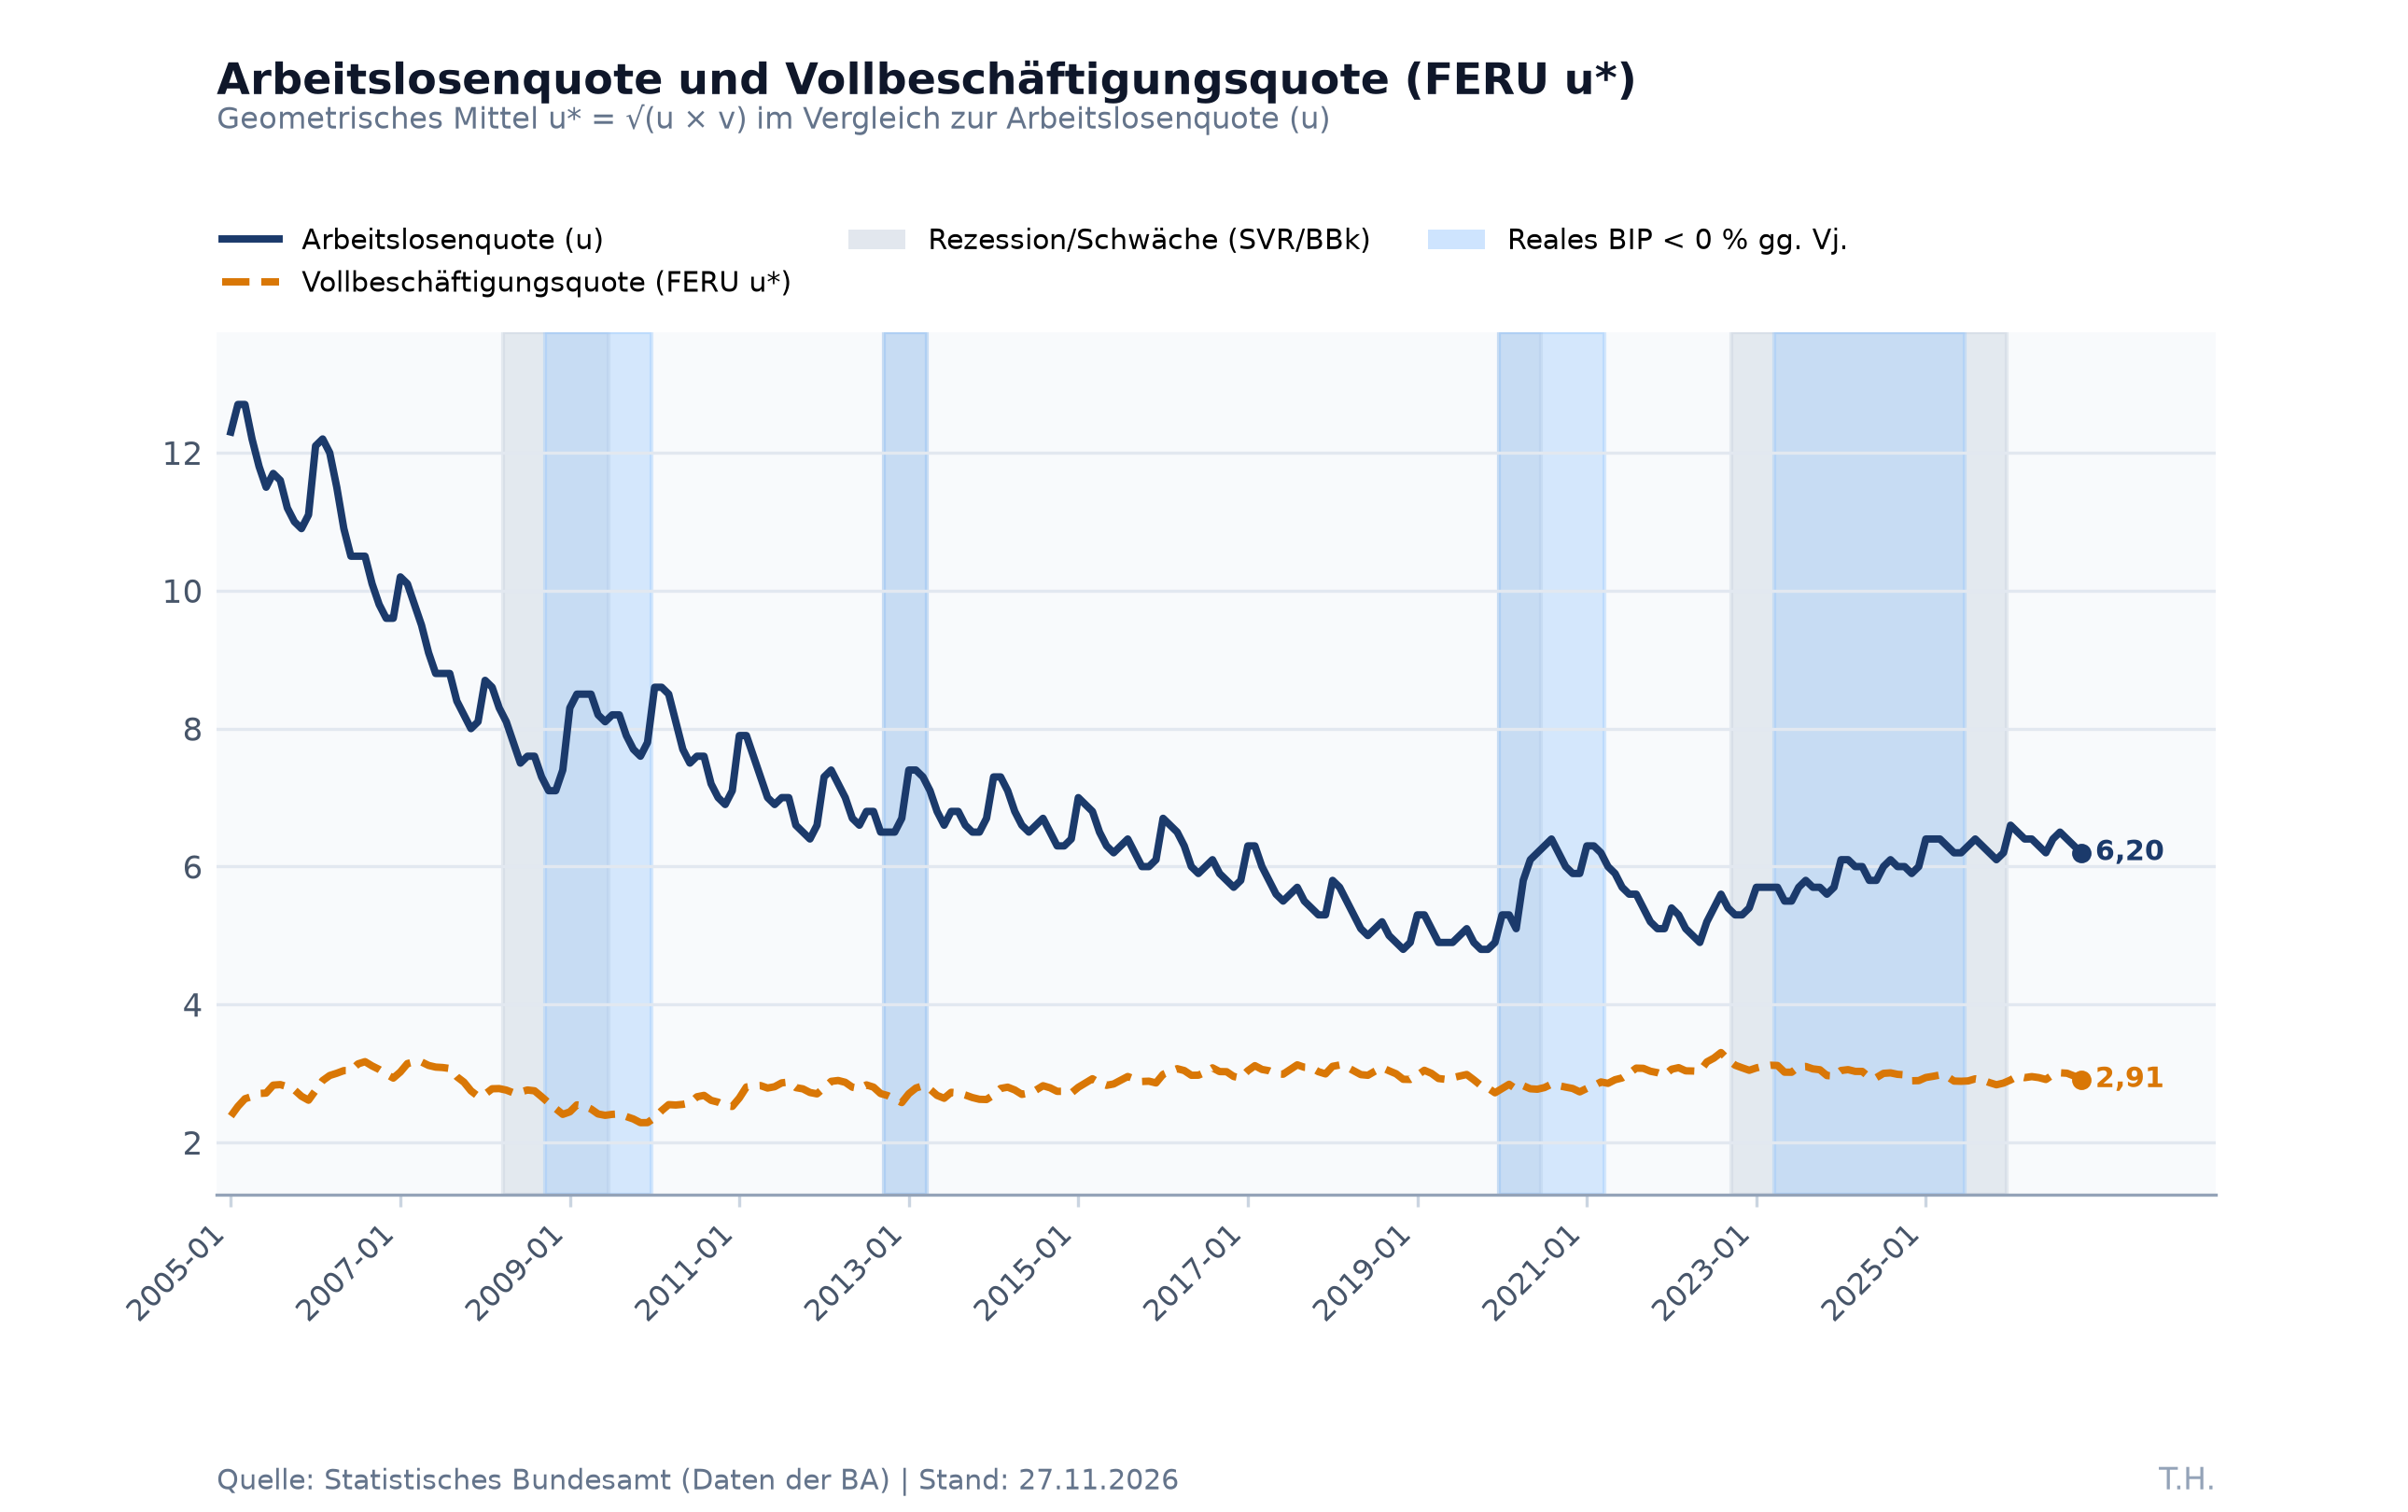 Arbeitslosenquote und Vollbeschäftigungsquote (FERU u*)
Geometrisches Mittel u* = √(u × v) im Vergleich zur Arbeitslosenquote (u)
Arbeitslosenquote (u)
Vollbeschäftigungsquote (FERU u*)
Rezession/Schwäche (SVR/BBk)
Reales BIP < 0 % gg. Vj.
12
10
8
6
4
2
6,20
2,91
2005-01
2007-01
2009-01
2011-01
2013-01
2015-01
2017-01
2019-01
2021-01
2023-01
2025-01
Quelle: Statistisches Bundesamt (Daten der BA) | Stand: 27.11.2026
T.H.